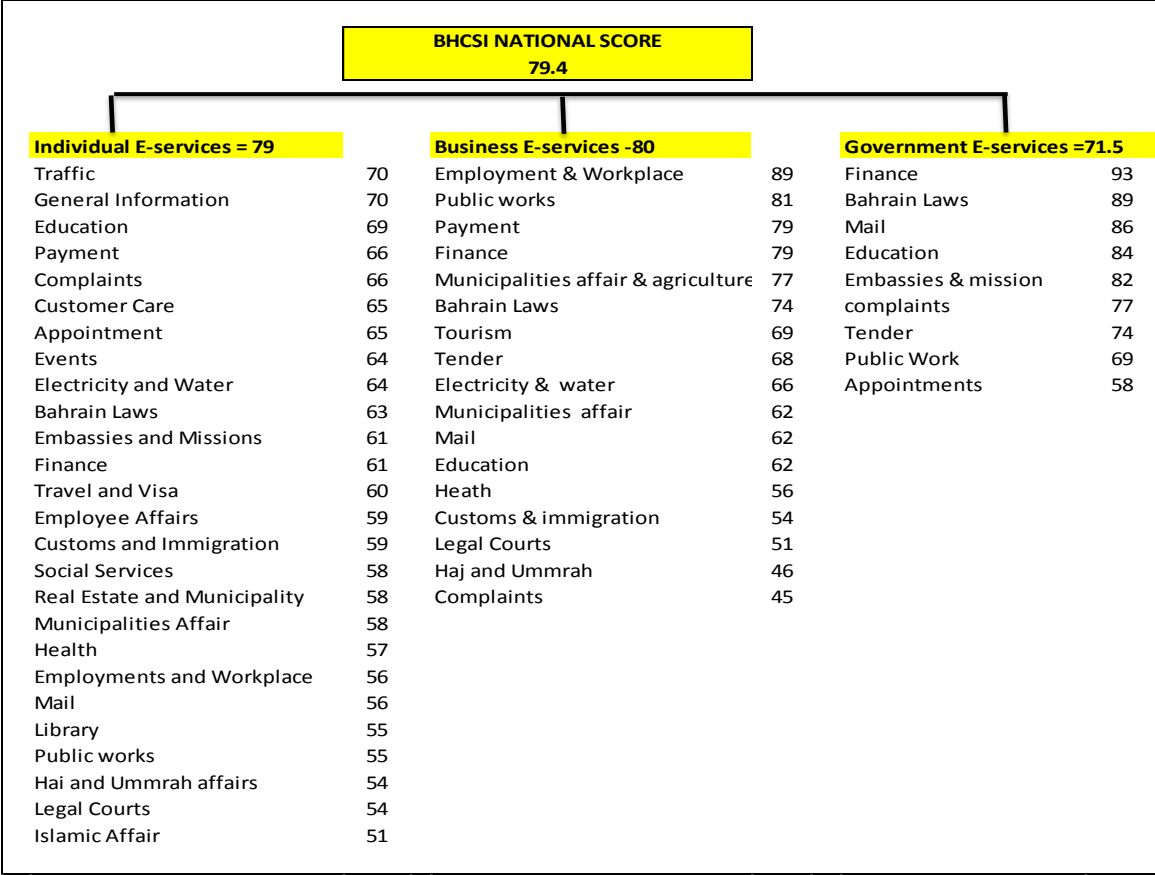 BHCSI NATIONAL SCORE
79.4
Individual E-services = 79
Traffic 70
General Information 70
Education 69
Payment 66
Complaints 66
Customer Care 65
Appointment 65
Events 64
Electricity and Water 64
Bahrain Laws 63
Embassies and Missions 61
Finance 61
Travel and Visa 60
Employee Affairs 59
Customs and Immigration 59
Social Services 58
Real Estate and Municipality 58
Municipalities Affair 58
Health 57
Employments and Workplace 56
Mail 56
Library 55
Public works 55
Hai and Ummrah affairs 54
Legal Courts 54
Islamic Affair 51
Business E-services -80
Employment & Workplace 89
Public works 81
Payment 79
Finance 79
Municipalities affair & agriculture 77
Bahrain Laws 74
Tourism 69
Tender 68
Electricity & water 66
Municipalities affair 62
Mail 62
Education 62
Heath 56
Customs & immigration 54
Legal Courts 51
Haj and Ummrah 46
Complaints 45
Government E-services =71.5
Finance 93
Bahrain Laws 89
Mail 86
Education 84
Embassies & mission 82
complaints 77
Tender 74
Public Work 69
Appointments 58